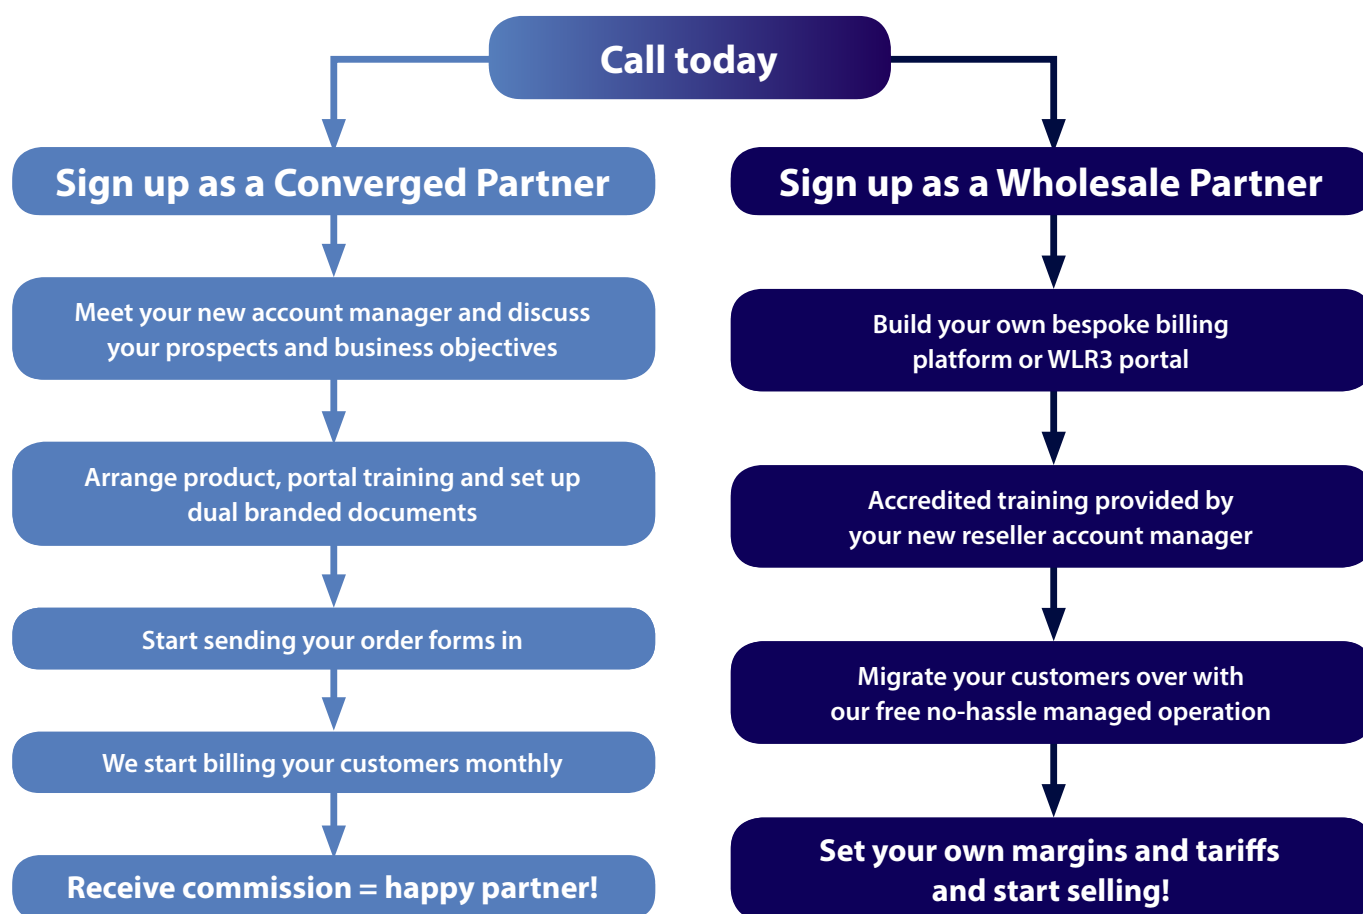 Call today
Sign up as a Converged Partner
Meet your new account manager and discuss
your prospects and business objectives
Arrange product, portal training and set up
dual branded documents
Start sending your order forms in
We start billing your customers monthly
Receive commission = happy partner!
Sign up as a Wholesale Partner
Build your own bespoke billing
platform or WLR3 portal
Accredited training provided by
your new reseller account manager
Migrate your customers over with
our free no-hassle managed operation
Set your own margins and tariffs
and start selling!